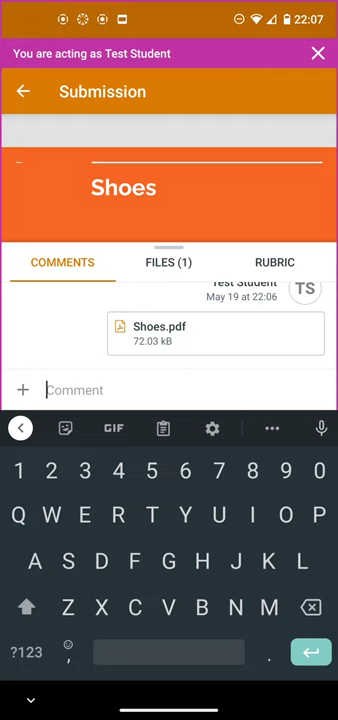 22:07
You are acting as Test Student
Submission
Shoes
COMMENTS FILES (1) RUBRIC
Test Student
May 19 at 22:06
TS
Shoes.pdf
72.03 kB
Comment
GIF
1 2 3 4 5 6 7 8 9 0
Q W E R T Y U I O P
A S D F G H J K L
Z X C V B N M
?123 , .